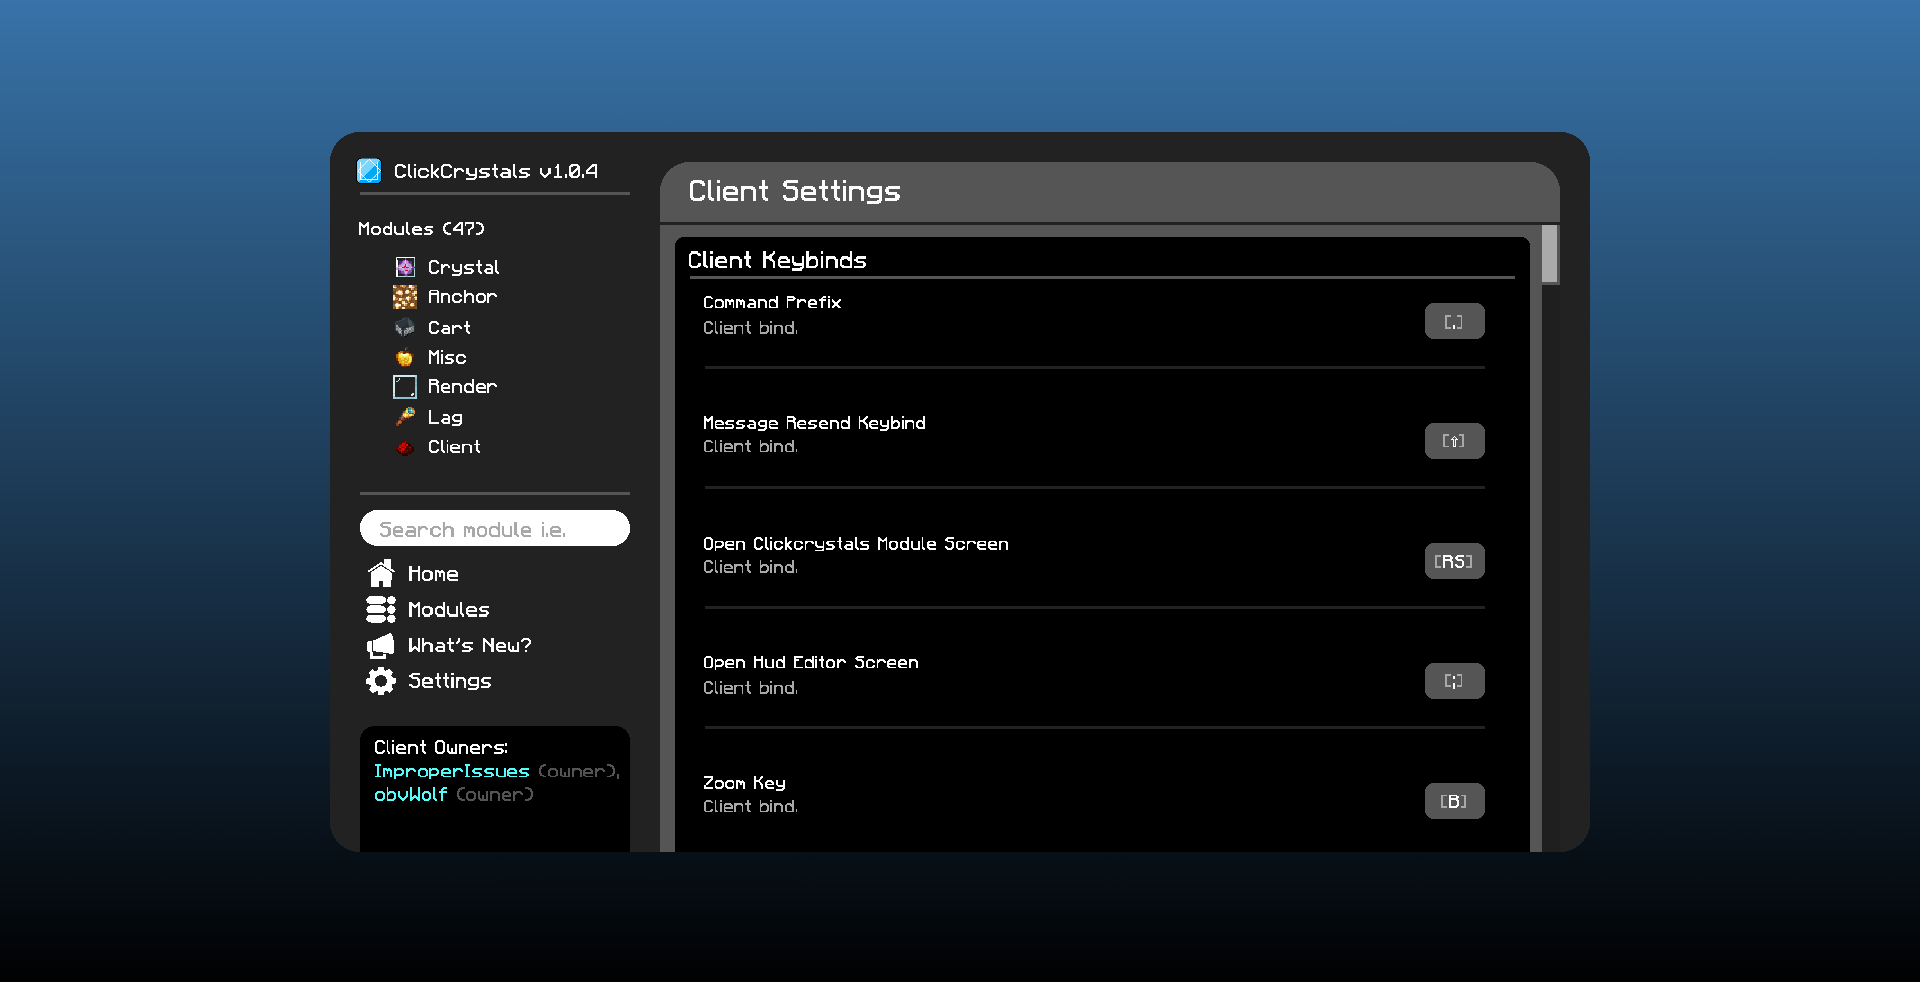 ClickCrystals v1.0.4
Modules (47)
Crystal
Anchor
Cart
Misc
Render
Lag
Client
Search module i.e.
Home
Modules
What's New?
Settings
Client Owners:
ImproperIssues (owner),
obvWolf (owner)
Client Settings
Client Keybinds
Command Prefix
Client bind.
[.]
Message Resend Keybind
Client bind.
[⇧]
Open Clickcrystals Module Screen
Client bind.
[RS]
Open Hud Editor Screen
Client bind.
[;]
Zoom Key
Client bind.
[B]